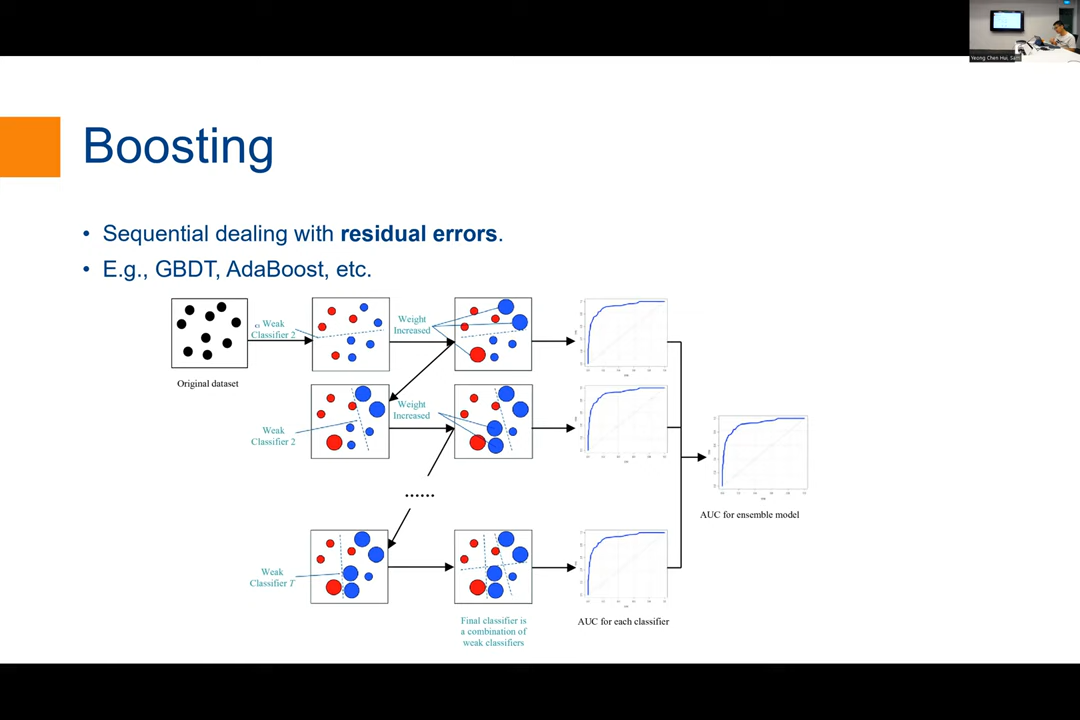 Yeong Chen Hui, Sam
Boosting
• Sequential dealing with residual errors.
• E.g., GBDT, AdaBoost, etc.
Weak
Classifier 2
Weight
Increased
Original dataset
Weak
Classifier 2
Weight
Increased
......
AUC for ensemble model
Weak
Classifier T
Final classifier is
a combination of
weak classifiers
AUC for each classifier